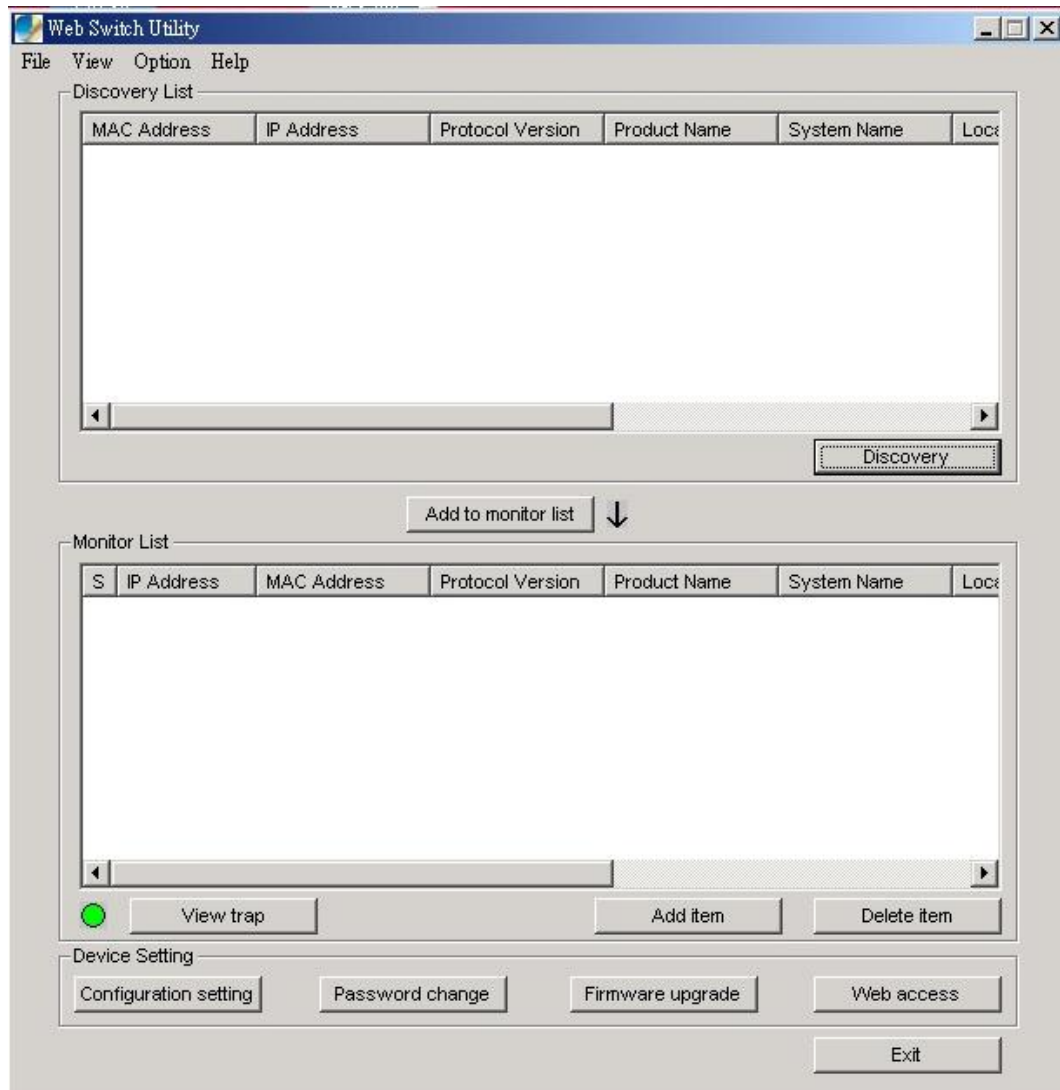 Web Switch Utility
File View Option Help
Discovery List
MAC Address IP Address Protocol Version Product Name System Name Loca
Discovery
Add to monitor list
Monitor List
S IP Address MAC Address Protocol Version Product Name System Name Loca
View trap Add item Delete item
Device Setting
Configuration setting Password change Firmware upgrade Web access
Exit